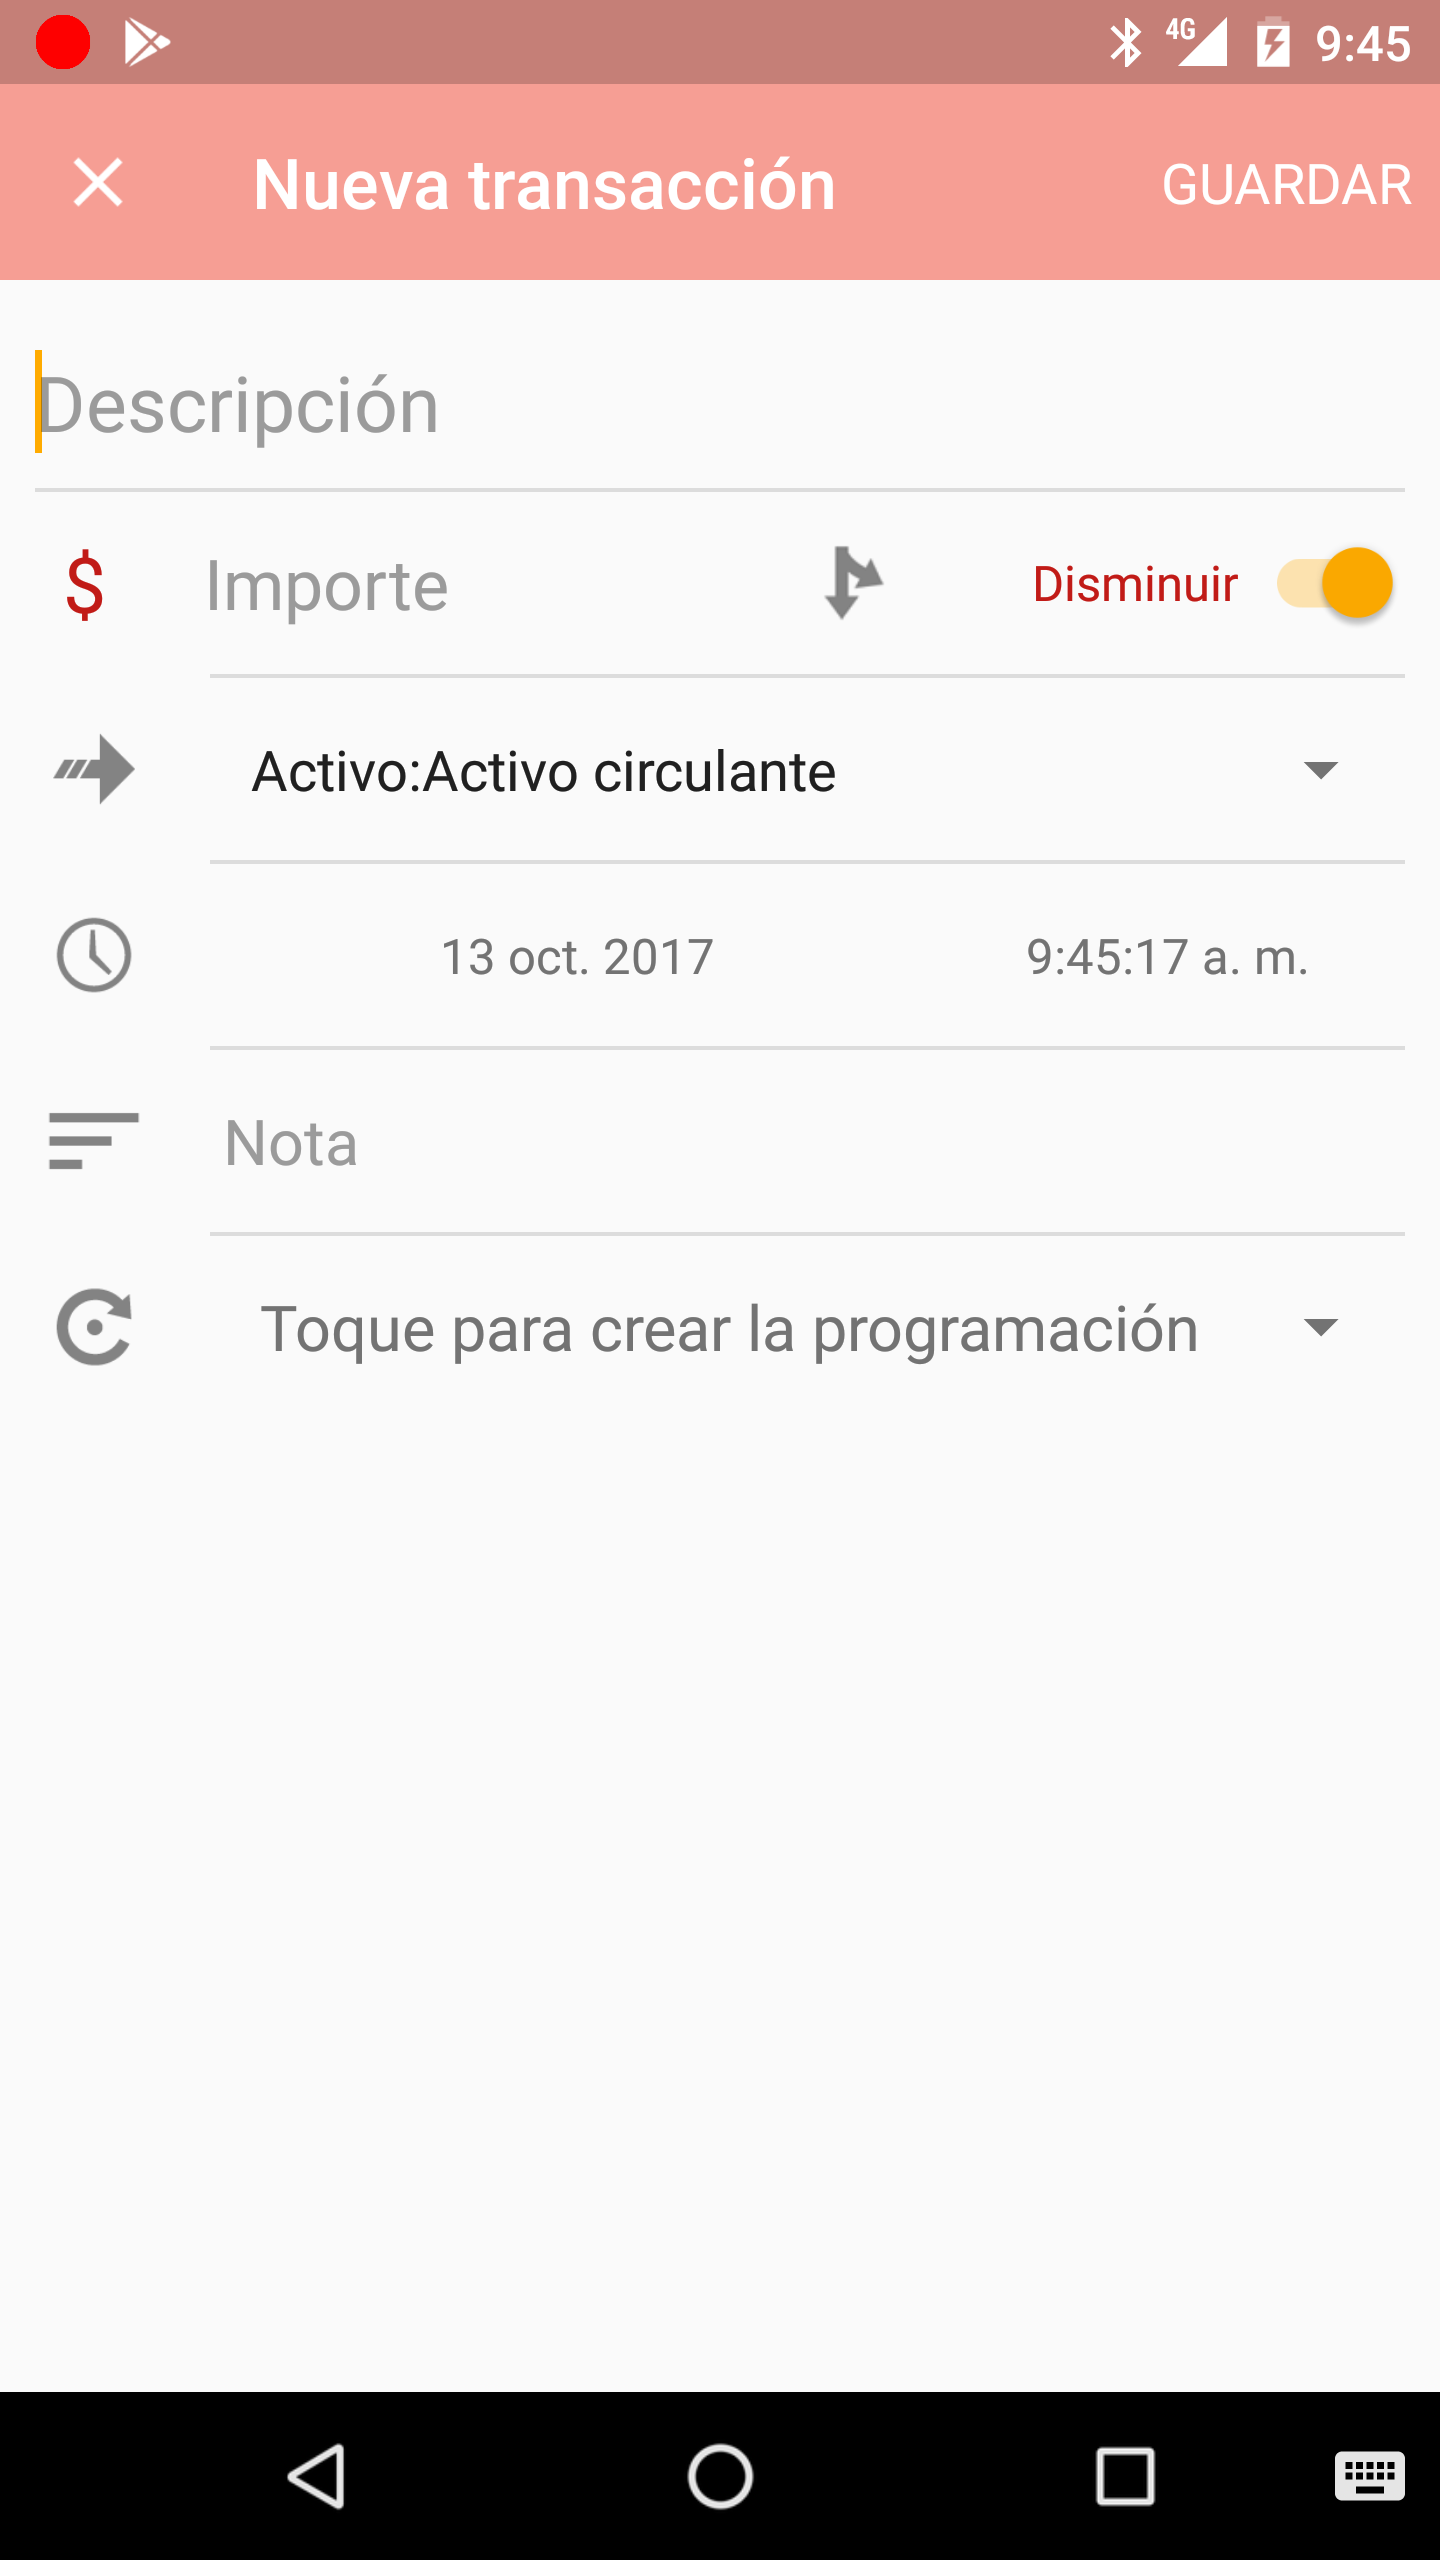 4G 9:45
Nueva transacción GUARDAR
Descripción
$ Importe Disminuir
Activo:Activo circulante
13 oct. 2017 9:45:17 a. m.
Nota
Toque para crear la programación